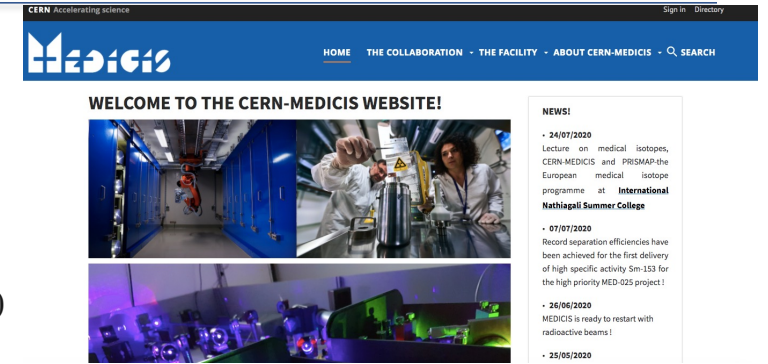 CERN Accelerating science
Sign in Directory
MEDICIS
HOME THE COLLABORATION THE FACILITY ABOUT CERN-MEDICIS SEARCH
WELCOME TO THE CERN-MEDICIS WEBSITE!
NEWS!
• 24/07/2020
Lecture on medical isotopes,
CERN-MEDICIS and PRISMAP-the
European medical isotope
programme at International
Nathiagali Summer College
• 07/07/2020
Record separation efficiencies have
been achieved for the first delivery
of high specific activity Sm-153 for
the high priority MED-025 project !
• 26/06/2020
MEDICIS is ready to restart with
radioactive beams !
• 25/05/2020
)